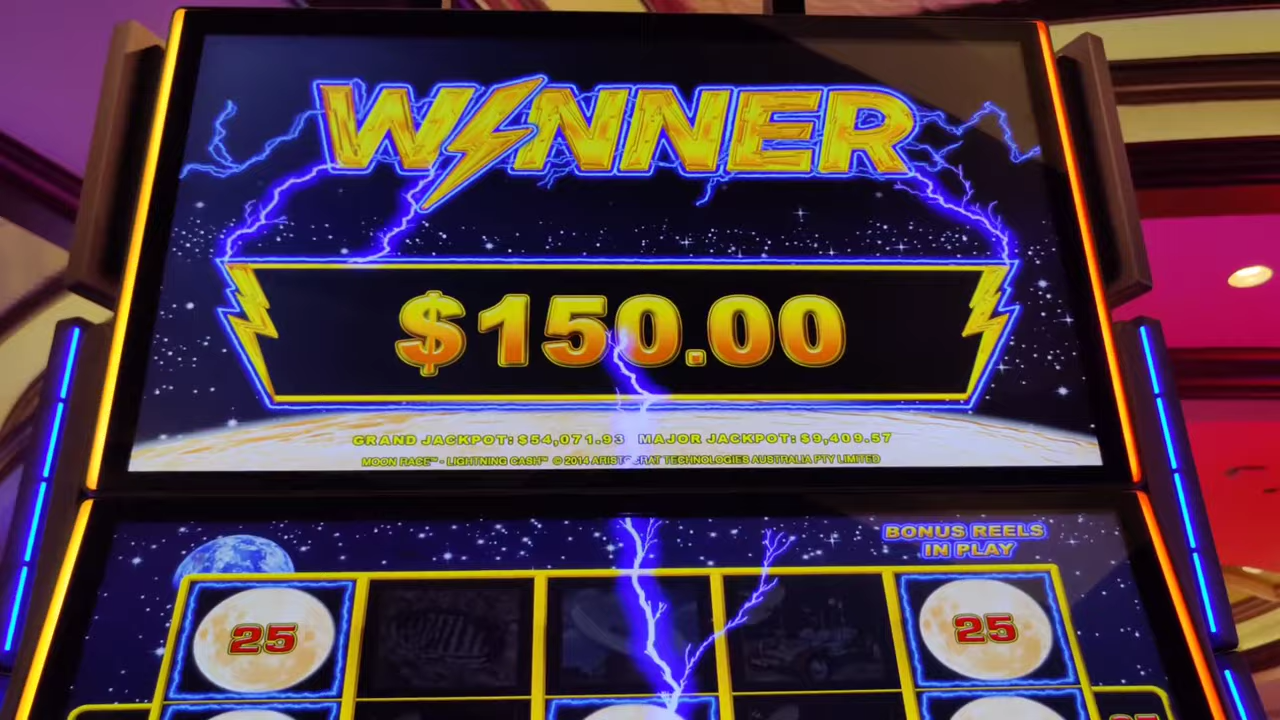 WINNER
$150.00
GRAND JACKPOT: $54,071.93 MAJOR JACKPOT: $9,409.57
MOON RACE™ - LIGHTNING CASH™ © 2014 ARISTOCRAT TECHNOLOGIES AUSTRALIA PTY LIMITED
BONUS REELS
IN PLAY
25
25